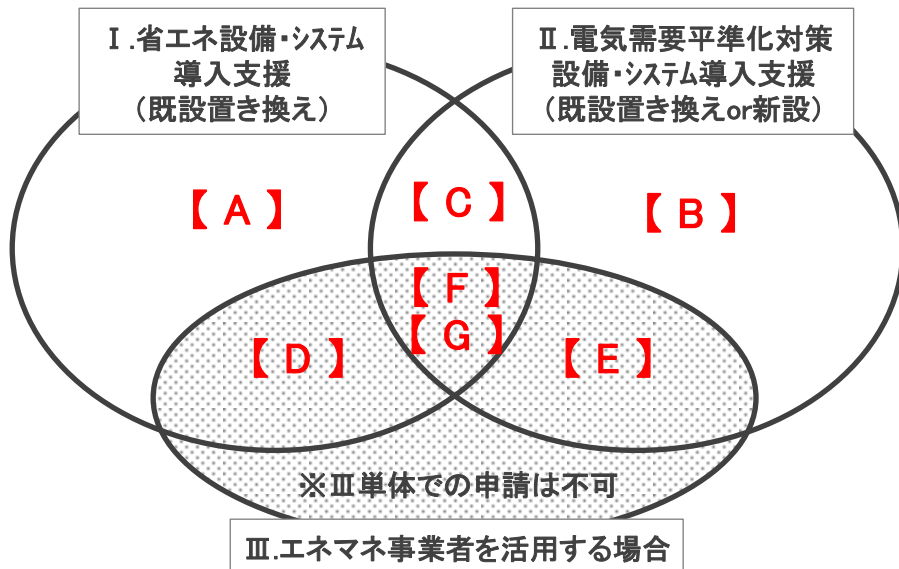 Ⅰ.省エネ設備・システム
導入支援
(既設置き換え)
Ⅱ.電気需要平準化対策
設備・システム導入支援
(既設置き換えor新設)
【 A 】
【 C 】
【 B 】
【 F 】
【 G 】
【 D 】
【 E 】
※Ⅲ単体での申請は不可
Ⅲ.エネマネ事業者を活用する場合